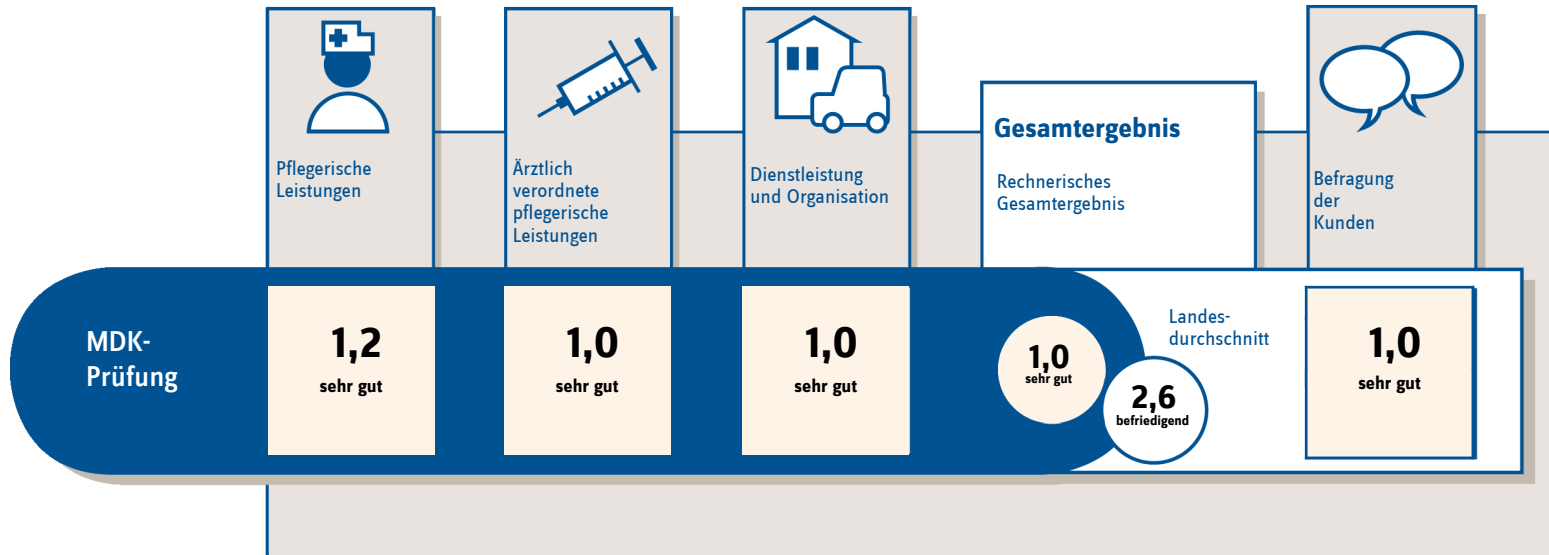 Pflegerische
Leistungen
Ärztlich
verordnete
pflegerische
Leistungen
Dienstleistung
und Organisation
Gesamtergebnis
Rechnerisches
Gesamtergebnis
Befragung
der
Kunden
MDK-
Prüfung
1,2
sehr gut
1,0
sehr gut
1,0
sehr gut
1,0
sehr gut
Landes-
durchschnitt
2,6
befriedigend
1,0
sehr gut